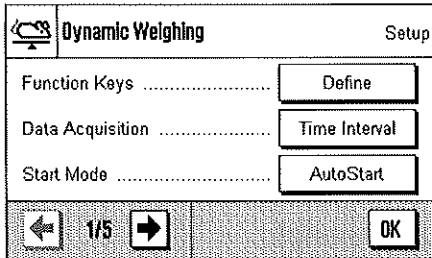 Dynamic Weighing Setup
Function Keys ........................ Define
Data Acquisition ..................... Time Interval
Start Mode ............................ AutoStart
1/5 OK